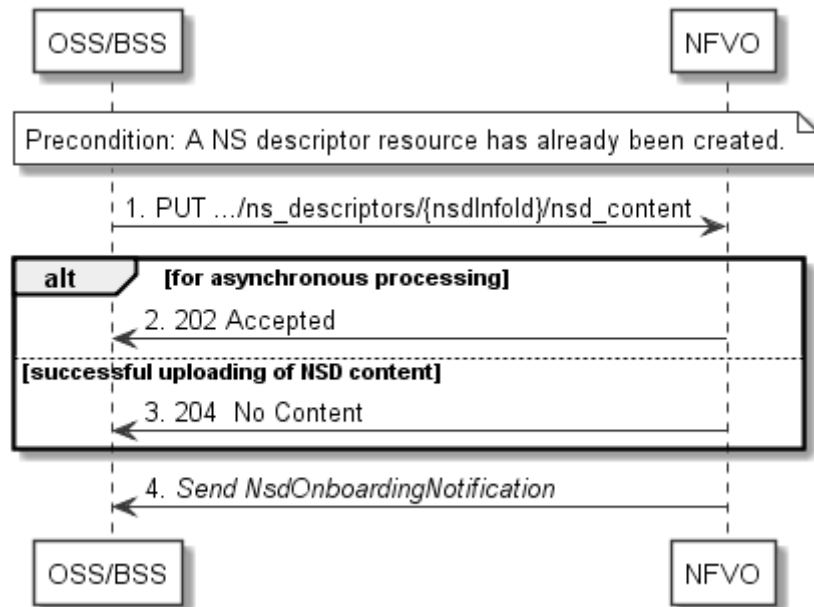 OSS/BSS
NFVO
Precondition: A NS descriptor resource has already been created.
1. PUT .../ns_descriptors/{nsdInfoId}/nsd_content
alt
[for asynchronous processing]
2. 202 Accepted
[successful uploading of NSD content]
3. 204  No Content
4. Send NsdOnboardingNotification
OSS/BSS
NFVO